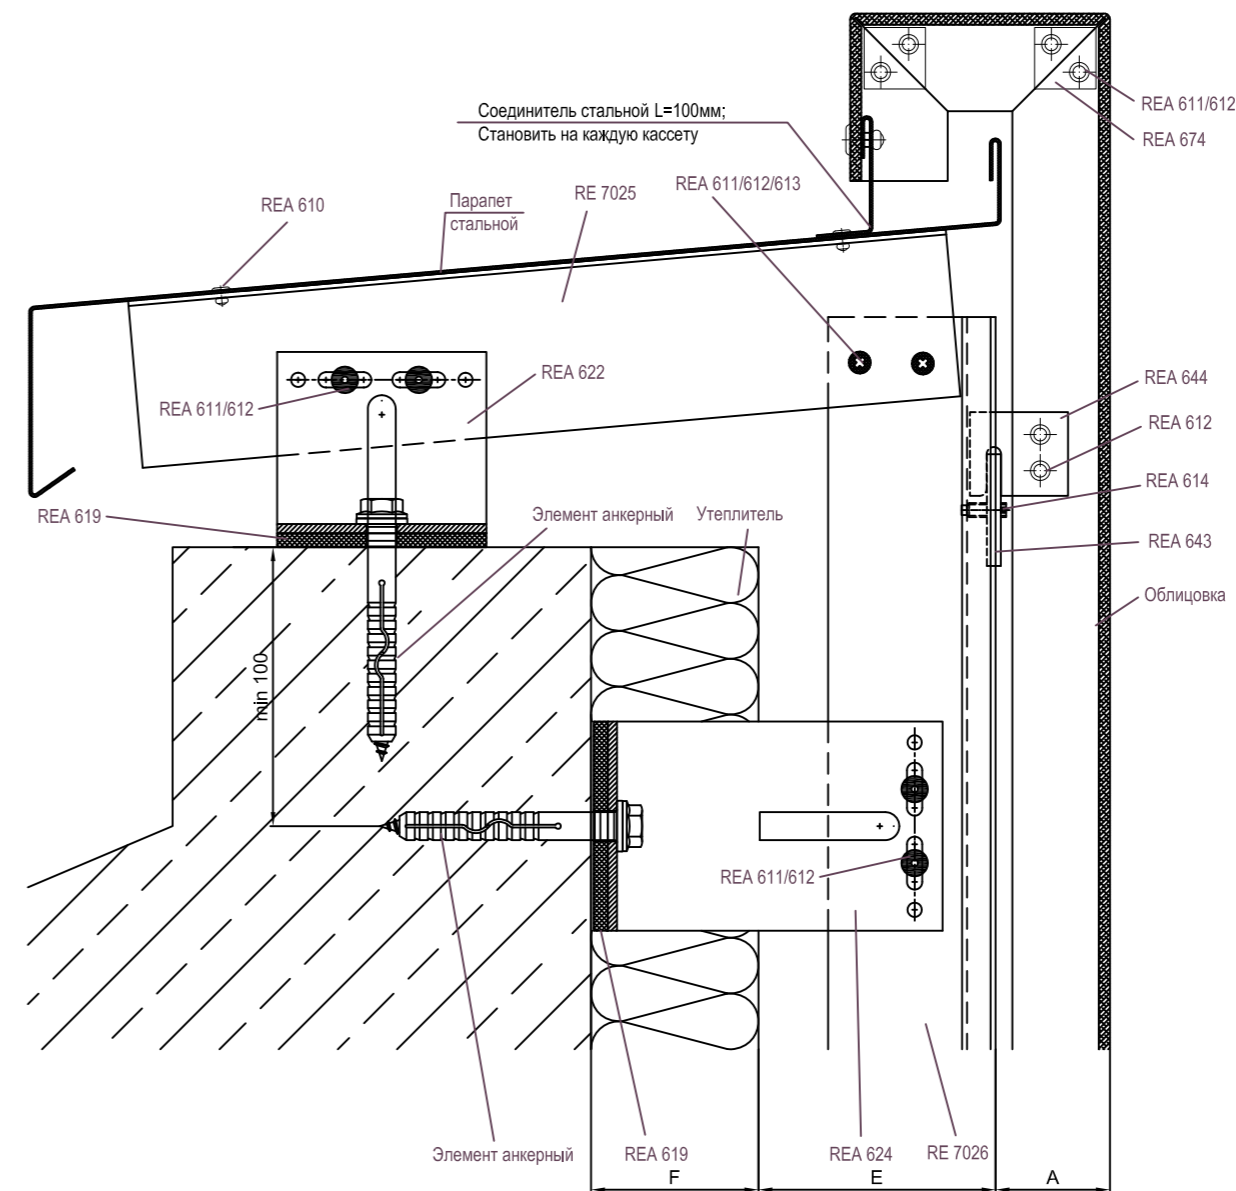 REA 611/612
Соединитель стальной L=100мм;
Становить на каждую кассету
REA 674
REA 611/612/613
RE 7025
REA 610
Парапет
стальной
REA 622
REA 644
REA 611/612
REA 612
REA 614
REA 619
Элемент анкерный
Утеплитель
REA 643
Облицовка
min 100
REA 611/612
Элемент анкерный
REA 619
REA 624
RE 7026
F
E
A